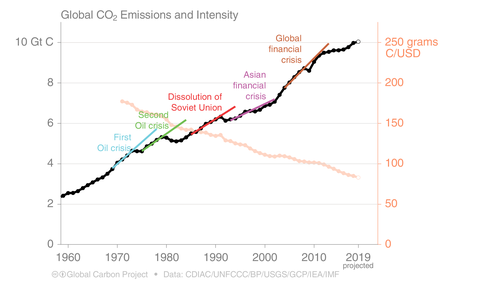 Global CO₂ Emissions and Intensity
10 Gt C
8
6
4
2
0
250 grams
C/USD
200
150
100
50
0
Global
financial
crisis
Asian
financial
crisis
Dissolution of
Soviet Union
Second
Oil crisis
First
Oil crisis
1960 1970 1980 1990 2000 2010 2019
projected
Global Carbon Project • Data: CDIAC/UNFCCC/BP/USGS/GCP/IEA/IMF